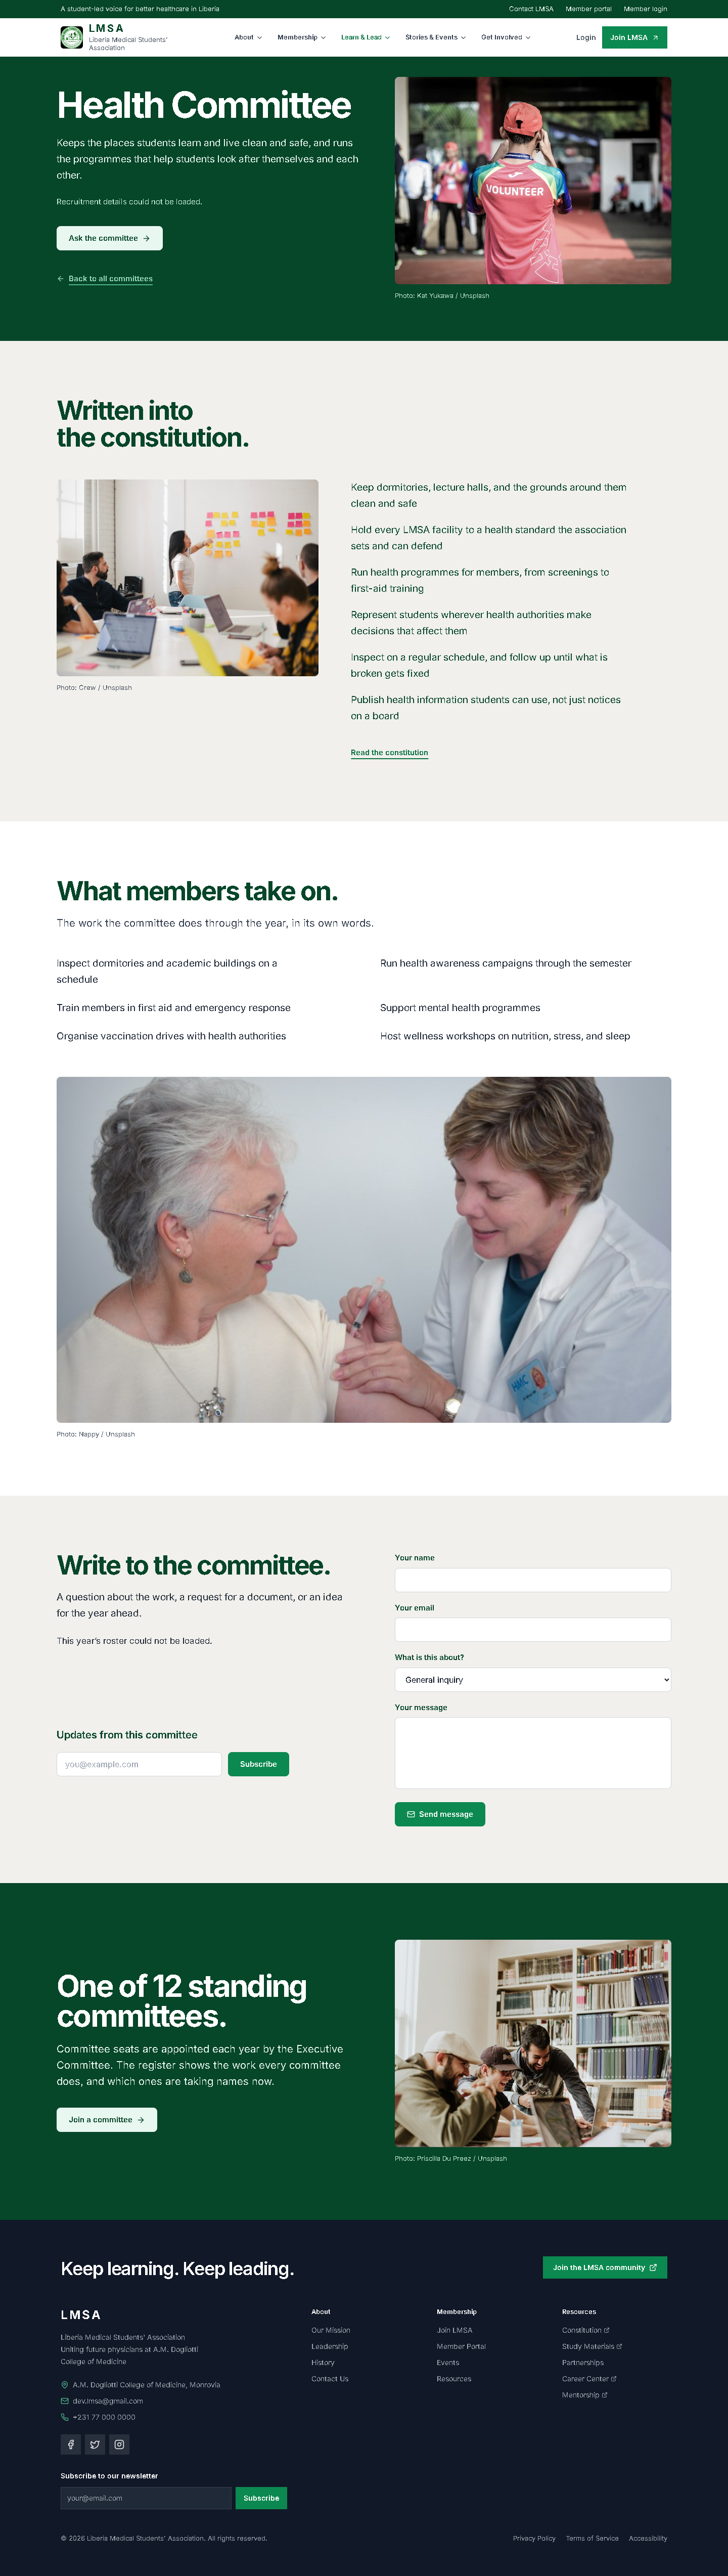 A student-led voice for better healthcare in Liberia
Contact LMSA Member portal Member login
LMSA
Liberia Medical Students'
Association
About Membership Learn & Lead Stories & Events Get Involved
Login Join LMSA
Health Committee
Keeps the places students learn and live clean and safe, and runs
the programmes that help students look after themselves and each
other.
Recruitment details could not be loaded.
Ask the committee
Back to all committees
VOLUNTEER
Photo: Kat Yukawa / Unsplash
Written into
the constitution.
Photo: Crew / Unsplash
Keep dormitories, lecture halls, and the grounds around them
clean and safe
Hold every LMSA facility to a health standard the association
sets and can defend
Run health programmes for members, from screenings to
first-aid training
Represent students wherever health authorities make
decisions that affect them
Inspect on a regular schedule, and follow up until what is
broken gets fixed
Publish health information students can use, not just notices
on a board
Read the constitution
What members take on.
The work the committee does through the year, in its own words.
Inspect dormitories and academic buildings on a
schedule
Run health awareness campaigns through the semester
Train members in first aid and emergency response
Support mental health programmes
Organise vaccination drives with health authorities
Host wellness workshops on nutrition, stress, and sleep
HMC
Photo: Nappy / Unsplash
Write to the committee.
A question about the work, a request for a document, or an idea
for the year ahead.
This year's roster could not be loaded.
Updates from this committee
you@example.com
Subscribe
Your name
Your email
What is this about?
General inquiry
Your message
Send message
One of 12 standing
committees.
Committee seats are appointed each year by the Executive
Committee. The register shows the work every committee
does, and which ones are taking names now.
Join a committee
Photo: Priscilla Du Preez / Unsplash
Keep learning. Keep leading.
Join the LMSA community
LMSA
Liberia Medical Students' Association
Uniting future physicians at A.M. Dogliotti
College of Medicine
A.M. Dogliotti College of Medicine, Monrovia
dev.lmsa@gmail.com
+231 77 000 0000
Subscribe to our newsletter
your@email.com
Subscribe
About
Our Mission
Leadership
History
Contact Us
Membership
Join LMSA
Member Portal
Events
Resources
Resources
Constitution
Study Materials
Partnerships
Career Center
Mentorship
© 2026 Liberia Medical Students' Association. All rights reserved.
Privacy Policy Terms of Service Accessibility